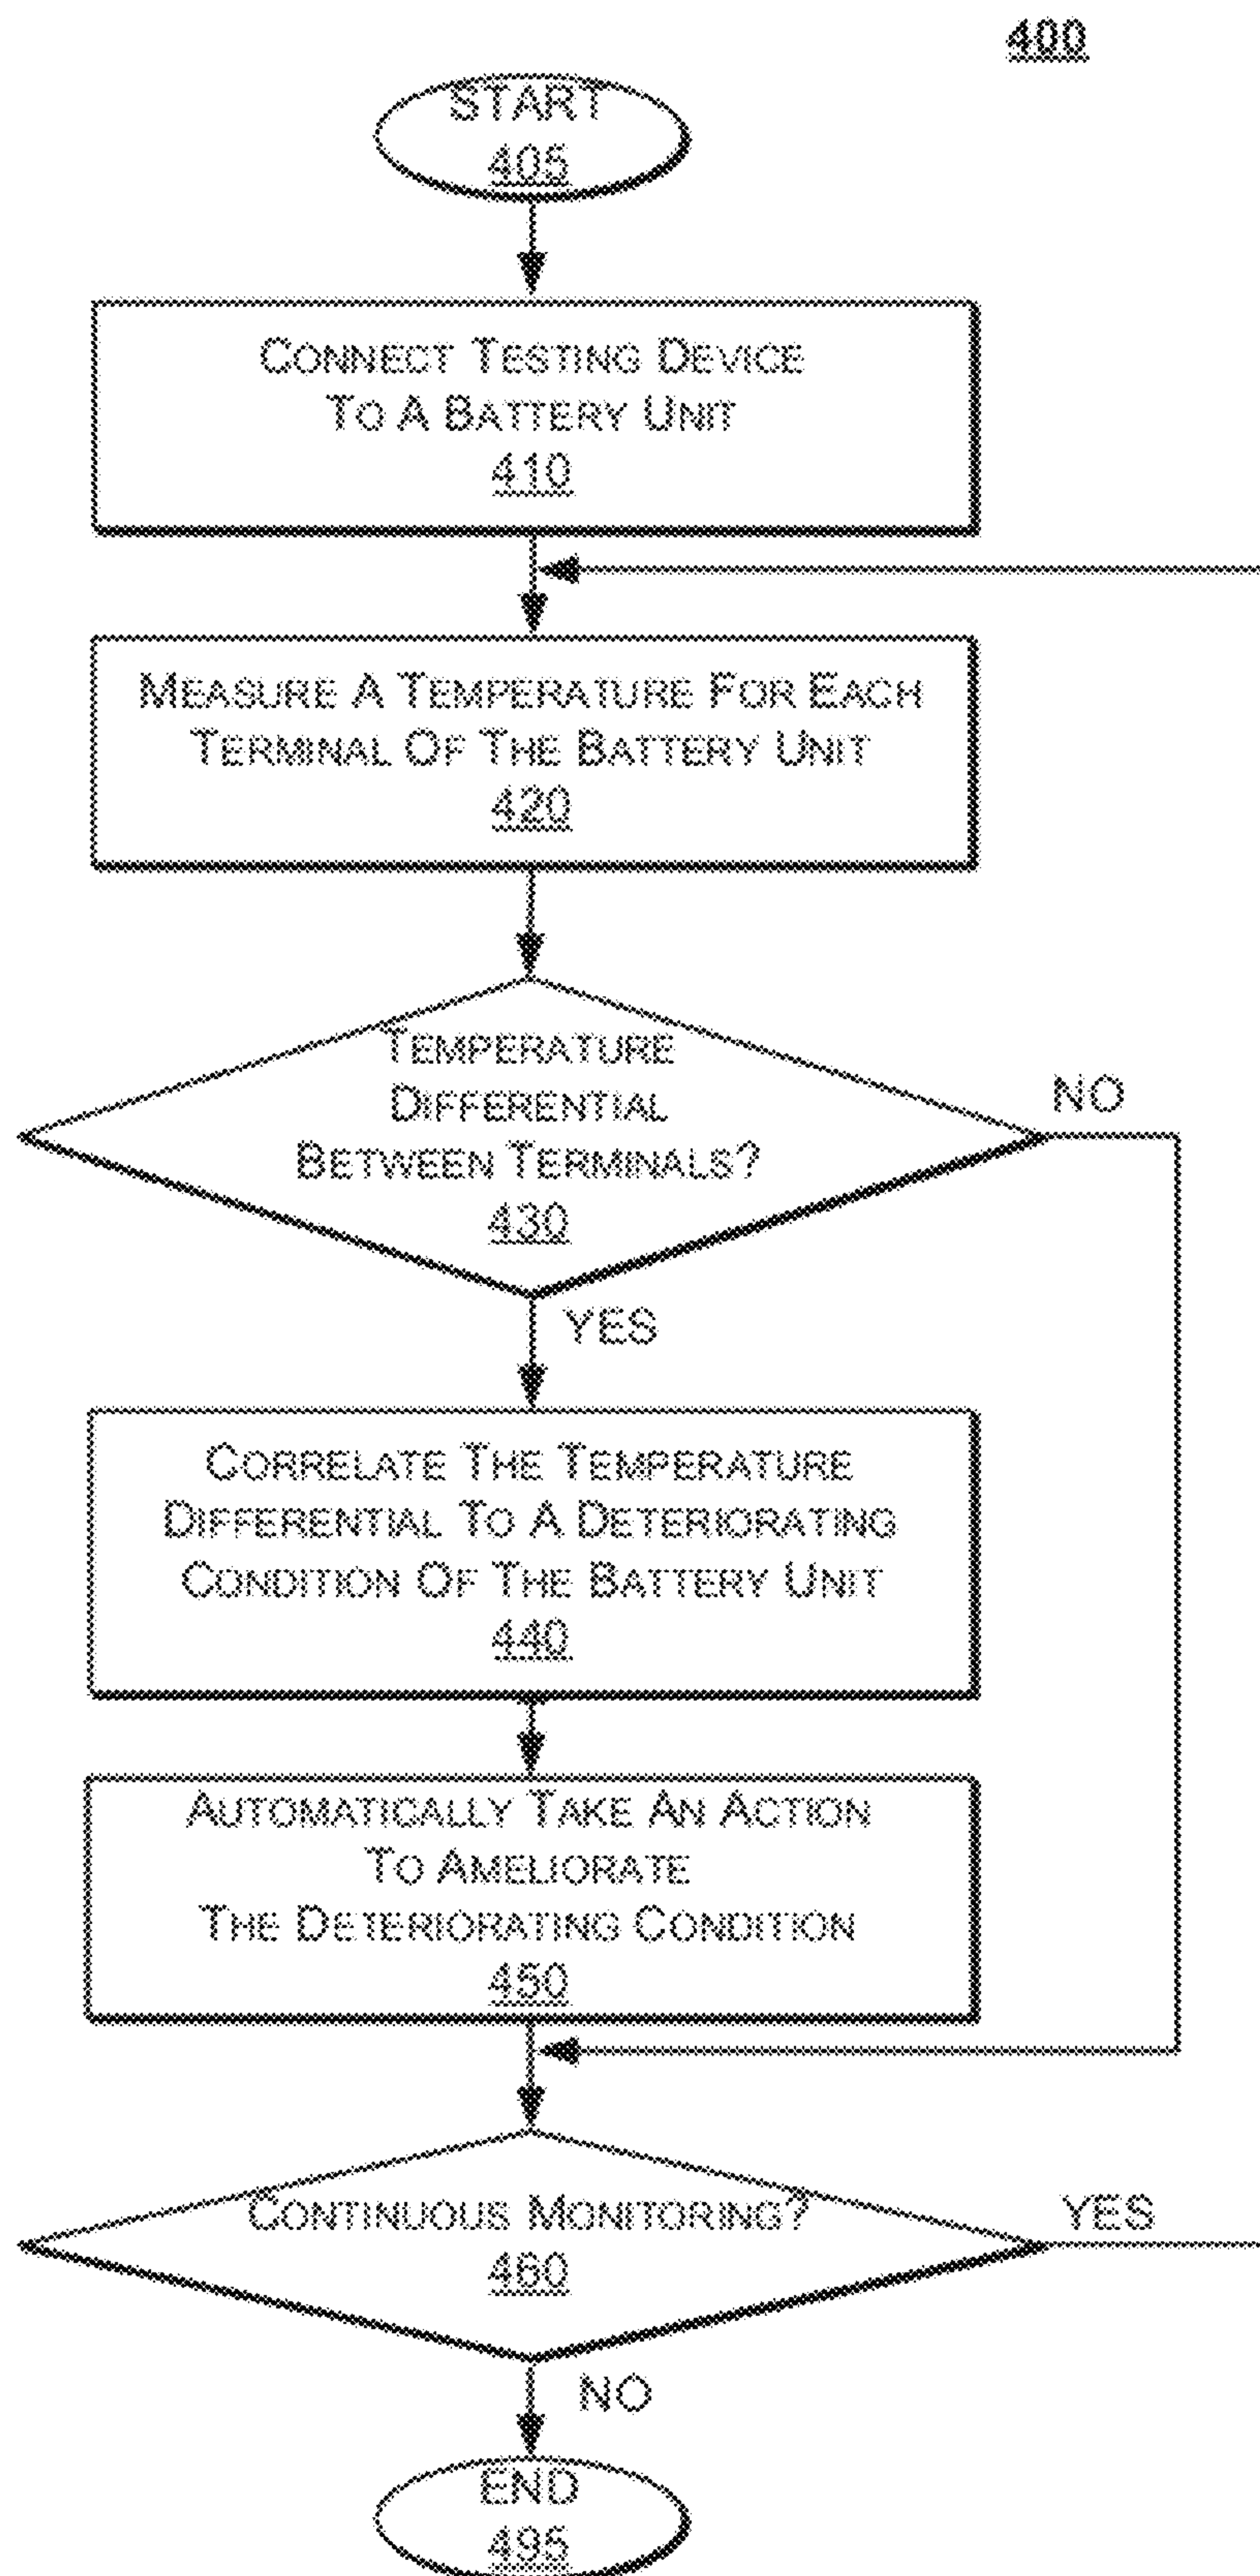 400
START
405
CONNECT TESTING DEVICE
TO A BATTERY UNIT
410
MEASURE A TEMPERATURE FOR EACH
TERMINAL OF THE BATTERY UNIT
420
TEMPERATURE
DIFFERENTIAL
BETWEEN TERMINALS?
430
NO
YES
CORRELATE THE TEMPERATURE
DIFFERENTIAL TO A DETERIORATING
CONDITION OF THE BATTERY UNIT
440
AUTOMATICALLY TAKE AN ACTION
TO AMELIORATE
THE DETERIORATING CONDITION
450
CONTINUOUS MONITORING?
460
YES
NO
END
495